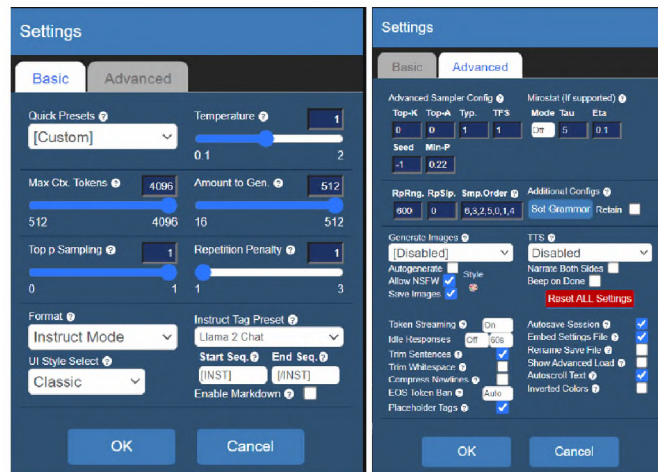 Settings
Basic Advanced
Quick Presets ?
[Custom]
Temperature ? 1
0.1 2
Max Ctx. Tokens ? 4096
512 4096
Amount to Gen. ? 512
16 512
Top p Sampling ? 1
0 1
Repetition Penalty ? 1
1 3
Format ?
Instruct Mode
UI Style Select ?
Classic
Instruct Tag Preset ?
Llama 2 Chat
Start Seq.? End Seq.?
[INST] [/INST]
Enable Markdown ?
OK Cancel
Settings
Basic Advanced
Advanced Sampler Config ?
Top-K Top-A Typ. TFS
0 0 1 1
Seed Min-P
-1 0.22
Mirostat (If supported) ?
Mode Tau Eta
Off 5 0.1
RpRng. RpSlp. Smp.Order ?
600 0 6,3,2,5,0,1,4
Additional Configs ?
Set Grammar Retain
Generate Images ?
[Disabled]
Autogenerate
Allow NSFW
Save Images
Style
TTS ?
Disabled
Narrate Both Sides
Beep on Done
Reset ALL Settings
Token Streaming ? On
Idle Responses Off 60s
Trim Sentences ?
Trim Whitespace ?
Compress Newlines ?
EOS Token Ban ? Auto
Placeholder Tags ?
Autosave Session ?
Embed Settings File ?
Rename Save File ?
Show Advanced Load ?
Autoscroll Text ?
Inverted Colors ?
OK Cancel